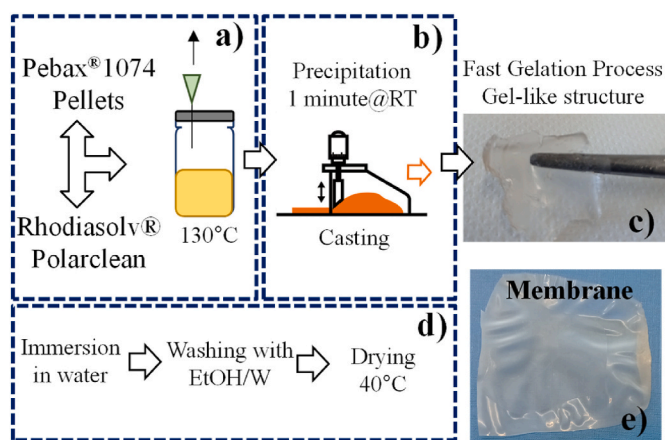 a)
Pebax®1074
Pellets
Rhodiasolv®
Polarclean
130°C
b)
Precipitation
1 minute@RT
Casting
Fast Gelation Process
Gel-like structure
c)
d)
Immersion
in water
Washing with
EtOH/W
Drying
40°C
Membrane
e)